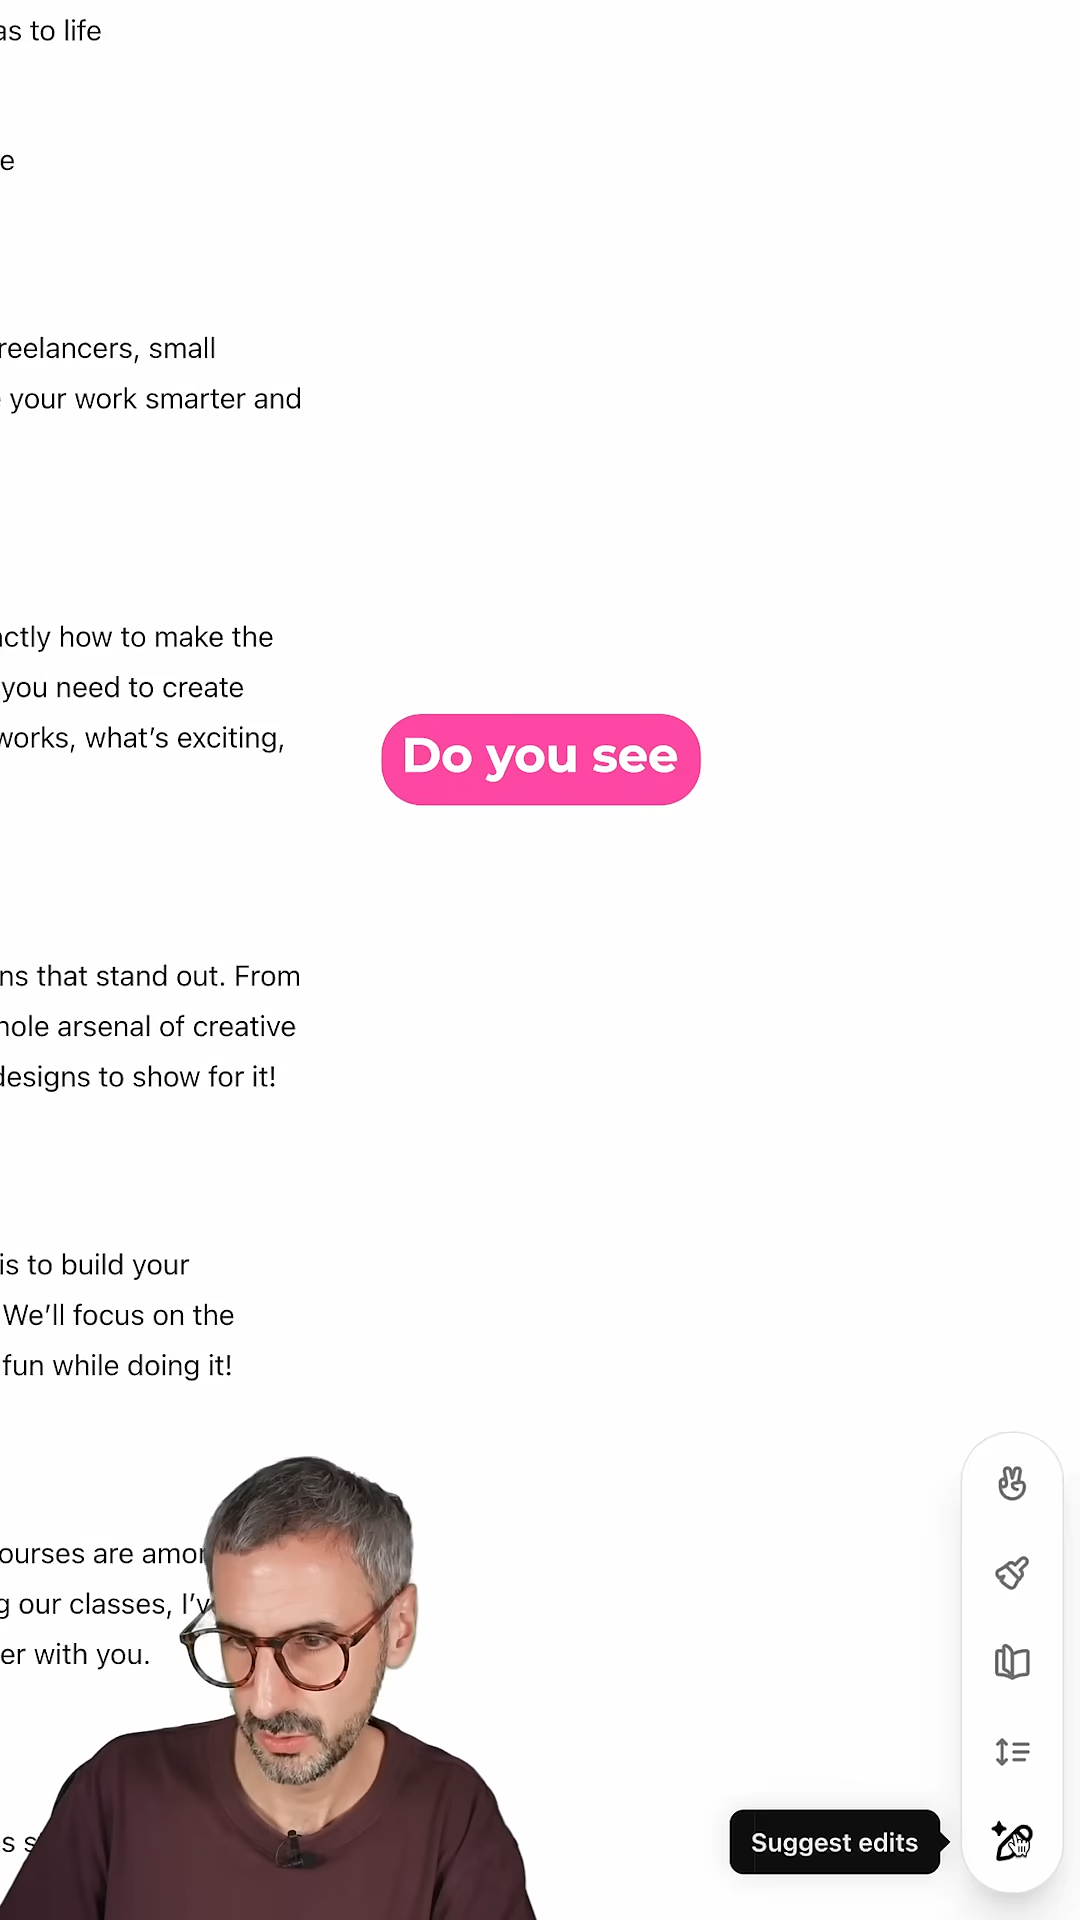 as to life
e
reelancers, small
your work smarter and
actly how to make the
you need to create
works, what's exciting,
Do you see
ns that stand out. From
hole arsenal of creative
designs to show for it!
is to build your
We'll focus on the
fun while doing it!
ourses are amon
g our classes, I'v
er with you.
s s
Suggest edits